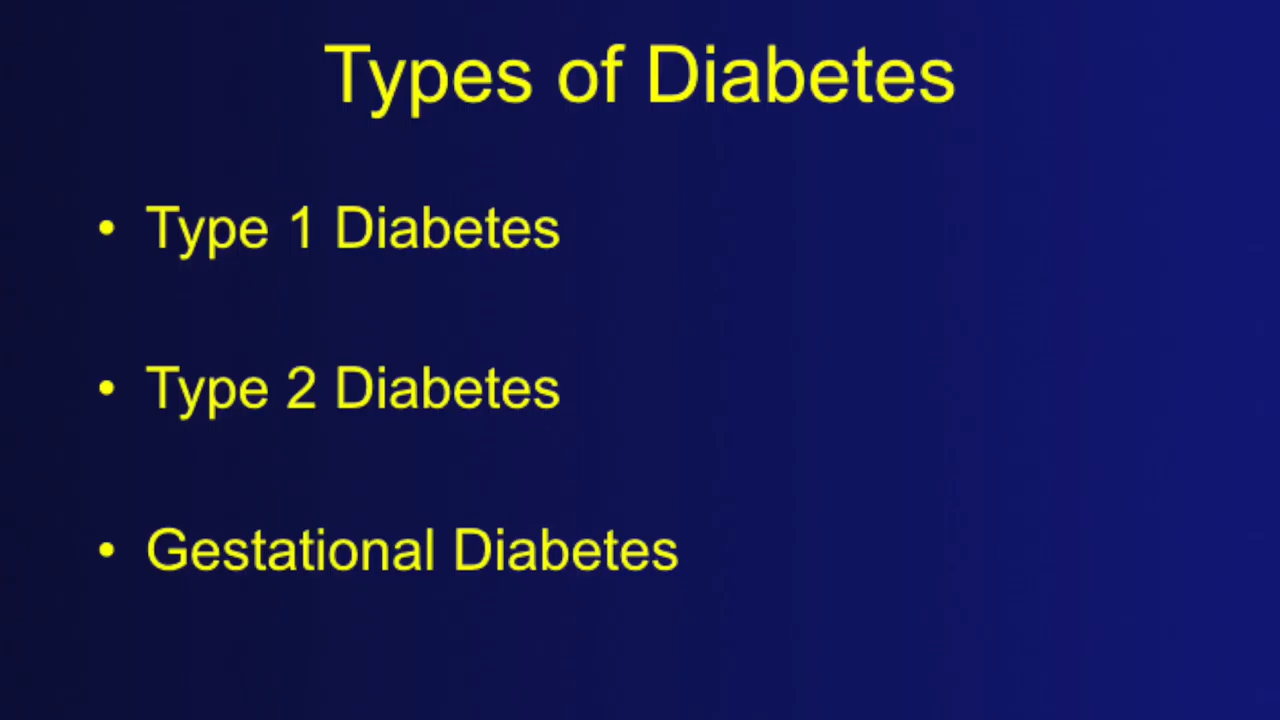 Types of Diabetes
• Type 1 Diabetes
• Type 2 Diabetes
• Gestational Diabetes